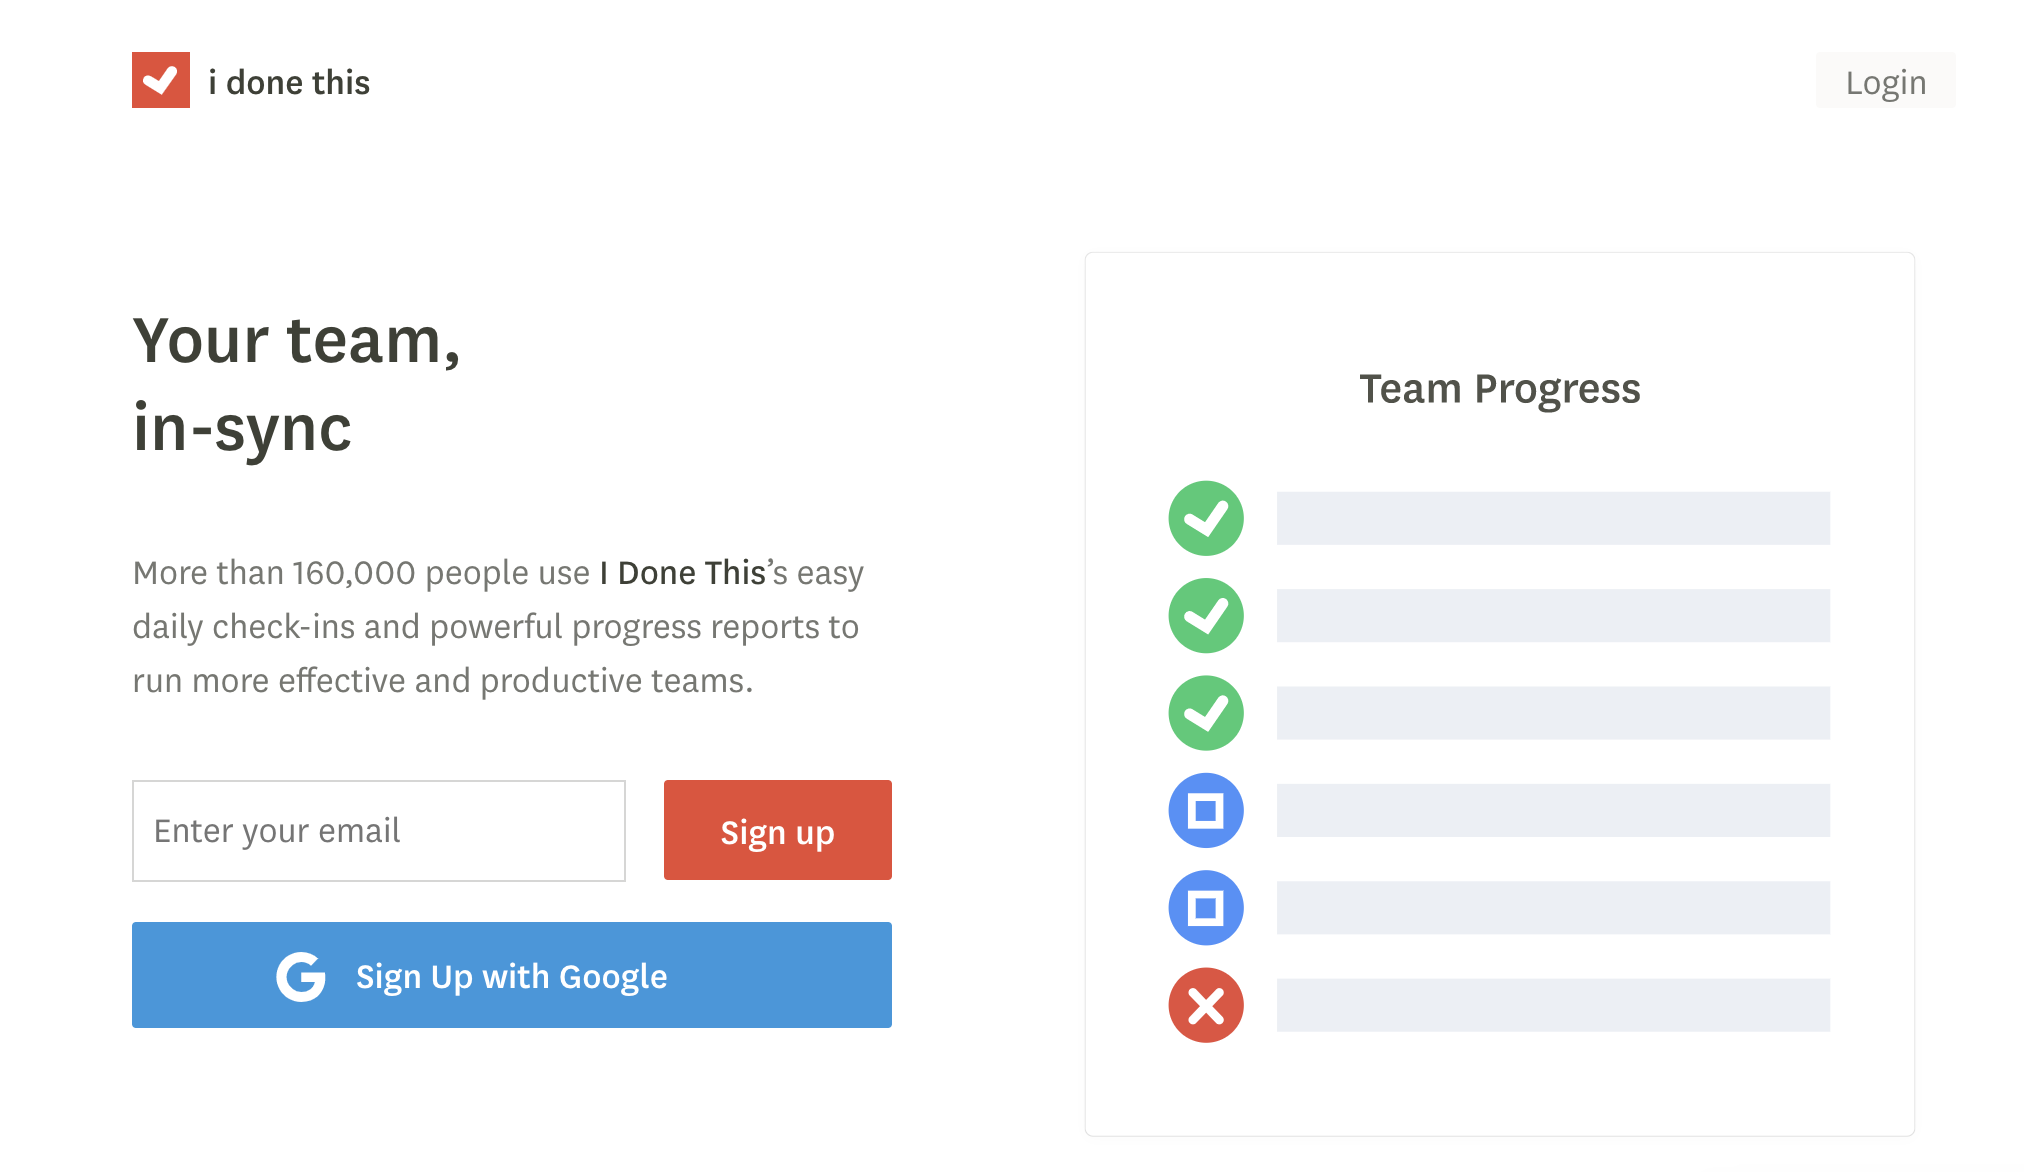 i done this
Login
Your team,
in-sync
More than 160,000 people use I Done This’s easy
daily check-ins and powerful progress reports to
run more effective and productive teams.
Enter your email
Sign up
Sign Up with Google
Team Progress